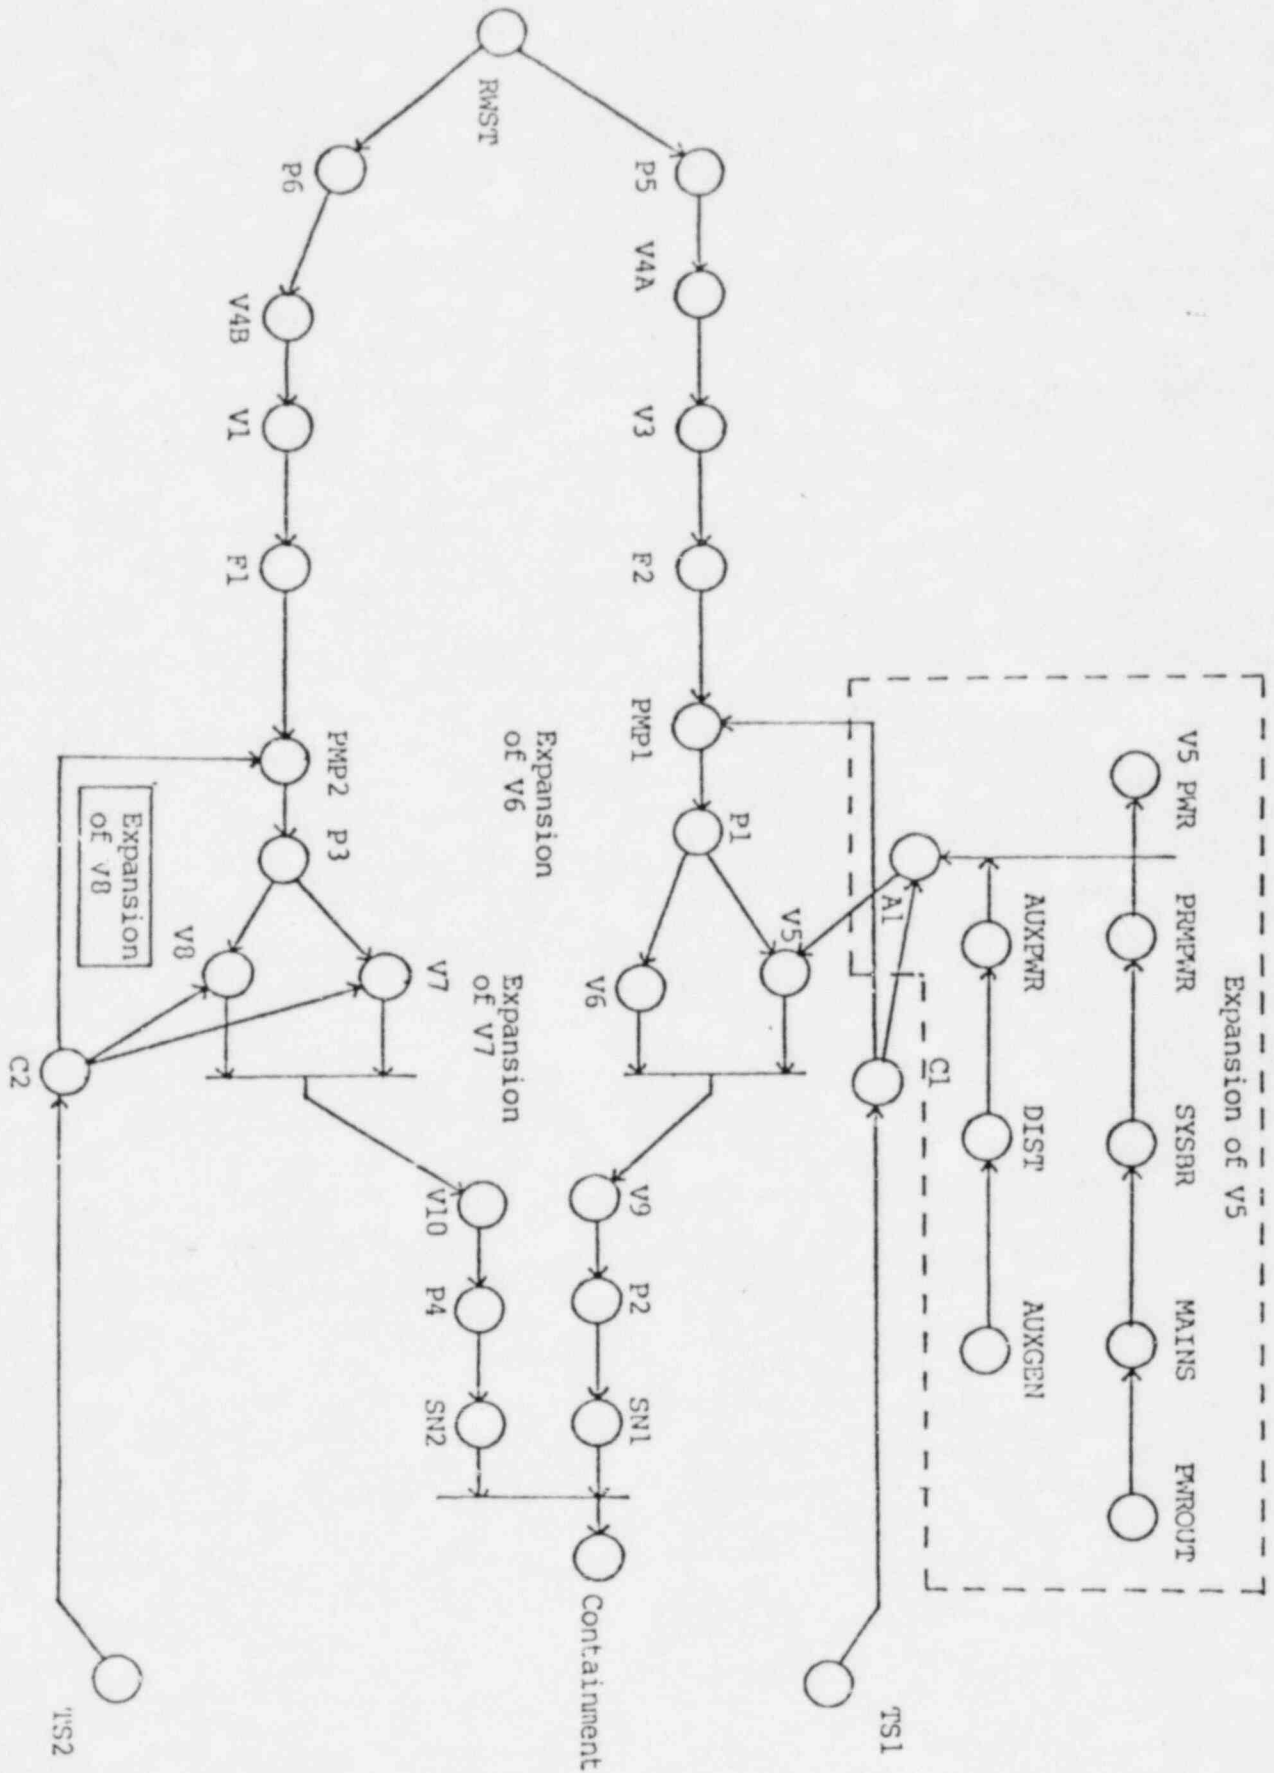 Expansion of V5
V5 PWR
PRMPWR
SYSBR
MAINS
PWROUT
AUXPWR
DIST
AUXGEN
A1
C1
TS1
RWST
P5
V4A
V3
F2
PMP1
P1
V5
V6
V9
P2
SN1
Containment
Expansion
of V6
Expansion
of V7
P6
V4B
V1
F1
PMP2
P3
V7
V8
V10
P4
SN2
Expansion
of V8
C2
TS2